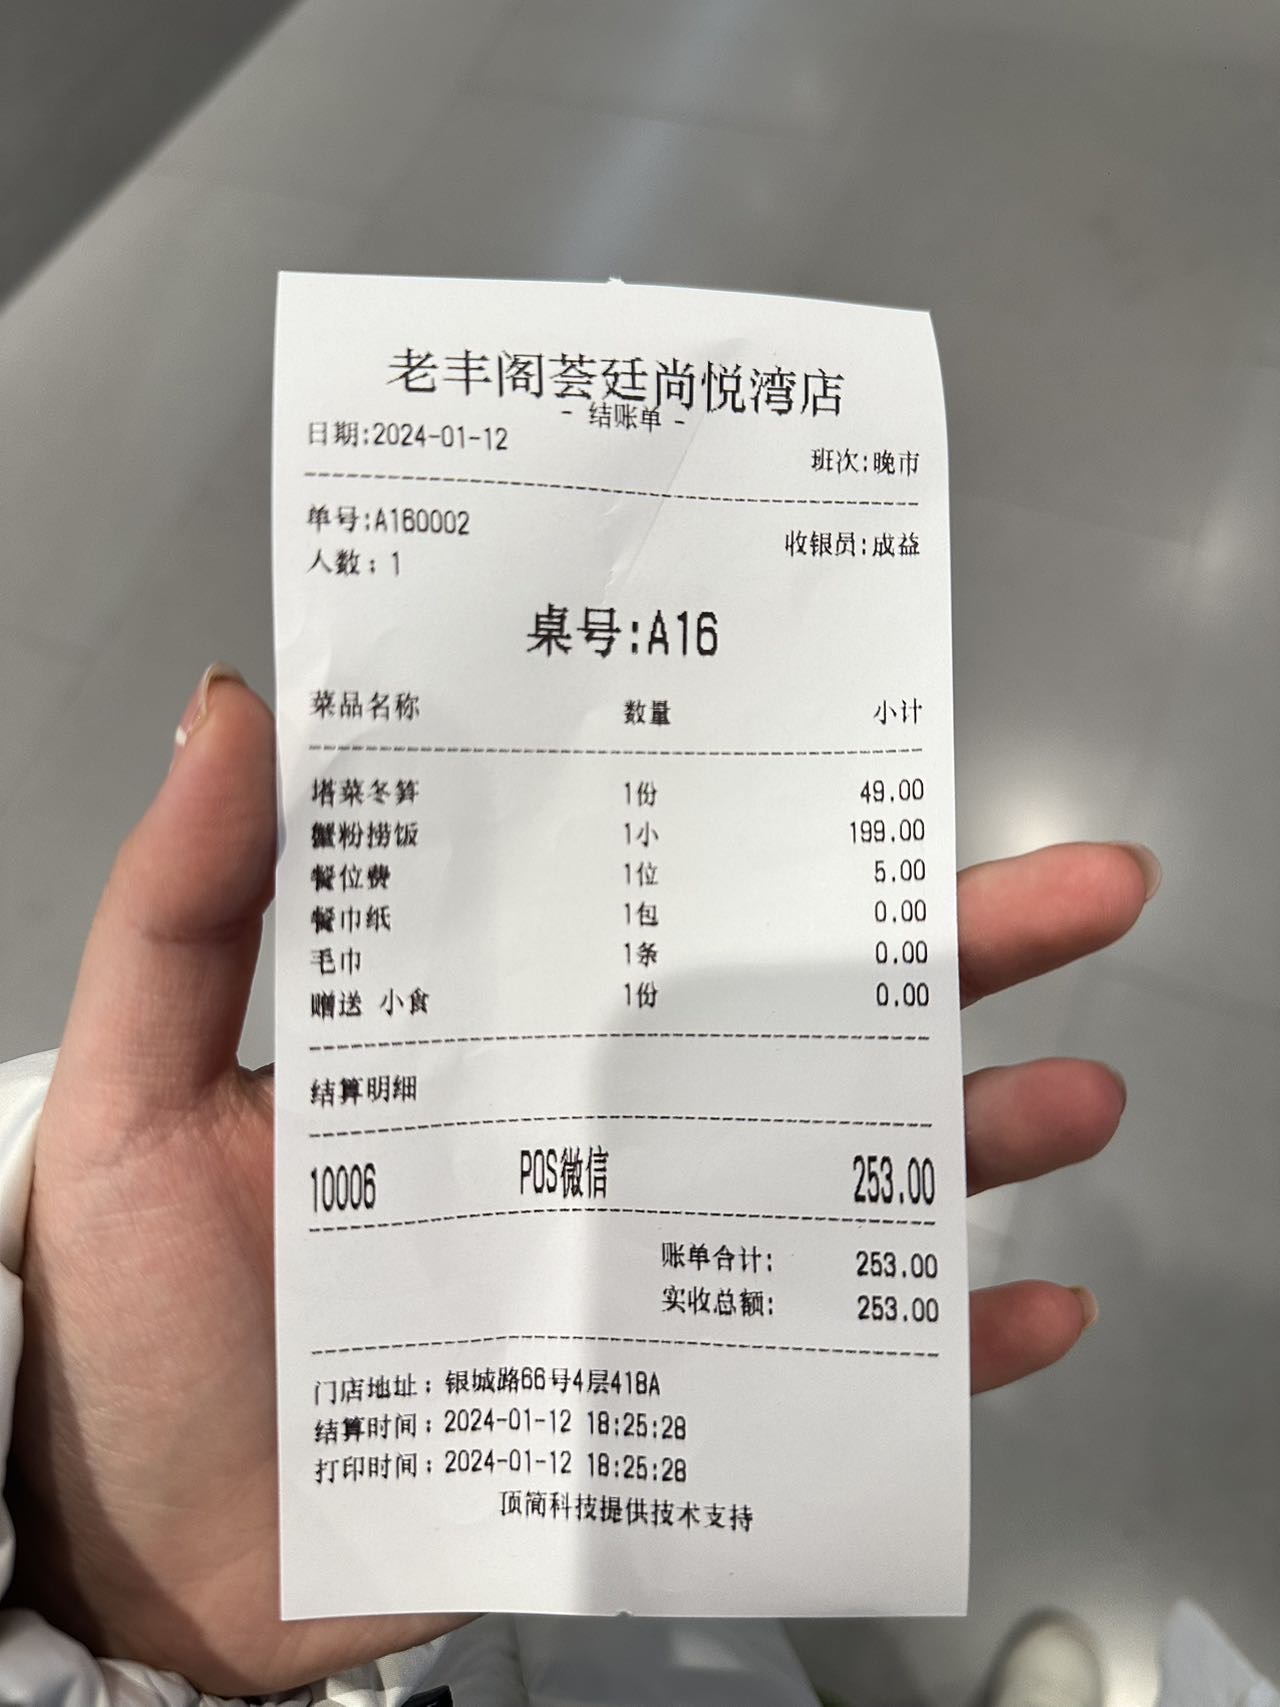 老丰阁荟廷尚悦湾店
- 结账单 -
日期:2024-01-12 班次:晚市
单号:A160002 收银员:成益
人数：1
桌号:A16
菜品名称 数量 小计
塔菜冬笋 1份 49.00
蟹粉捞饭 1小 199.00
餐位费 1位 5.00
餐巾纸 1包 0.00
毛巾 1条 0.00
赠送 小食 1份 0.00
结算明细
10006 POS微信 253.00
账单合计: 253.00
实收总额: 253.00
门店地址：银城路66号4层418A
结算时间：2024-01-12 18:25:28
打印时间：2024-01-12 18:25:28
顶简科技提供技术支持